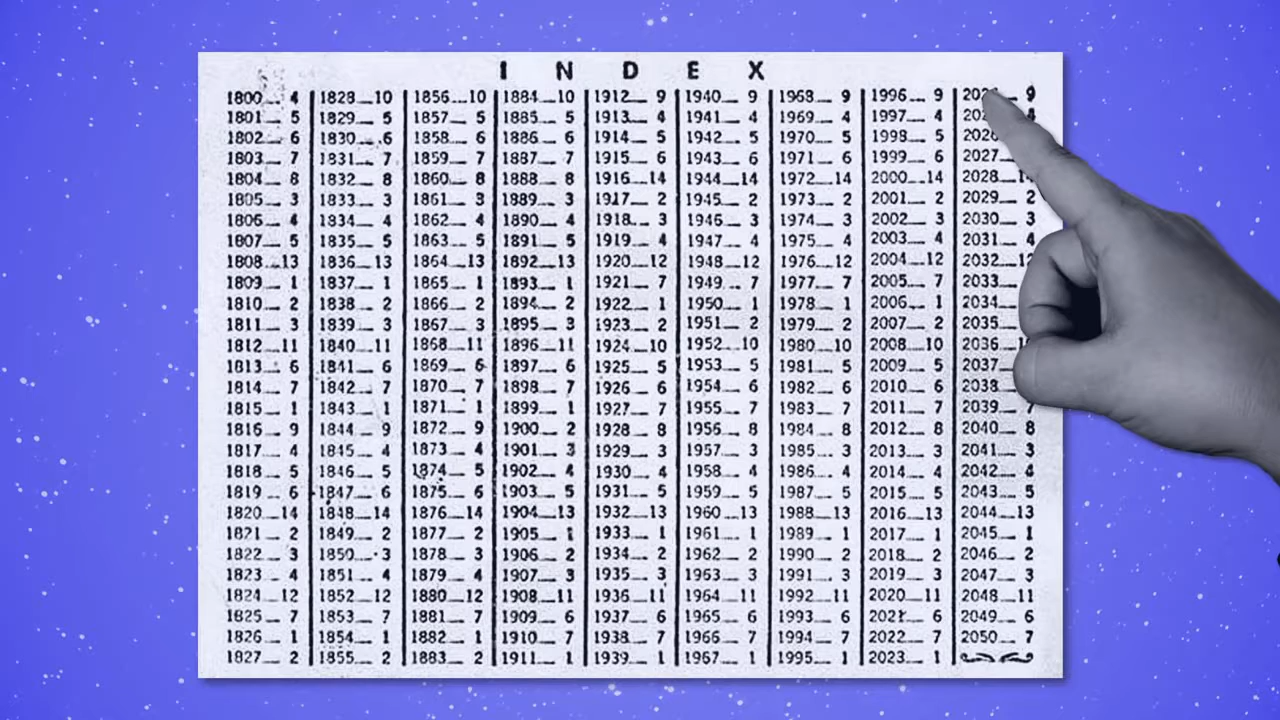 INDEX
1800 4 1828 10 1856 10 1884 10 1912 9 1940 9 1968 9 1996 9 9
1801 5 1829 5 1857 5 1885 5 1913 4 1941 4 1969 4 1997 4 4
1802 6 1830 6 1858 6 1886 6 1914 5 1942 5 1970 5 1998 5
1803 7 1831 7 1859 7 1887 7 1915 6 1943 6 1971 6 1999 6 2027
1804 8 1832 8 1860 8 1888 8 1916 14 1944 14 1972 14 2000 14 2028
1805 3 1833 3 1861 3 1889 3 1917 2 1945 2 1973 2 2001 2 2029 2
1806 4 1834 4 1862 4 1890 4 1918 3 1946 3 1974 3 2002 3 2030 3
1807 5 1835 5 1863 5 1891 5 1919 4 1947 4 1975 4 2003 4 2031 4
1808 13 1836 13 1864 13 1892 13 1920 12 1948 12 1976 12 2004 12 2032 12
1809 1 1837 1 1865 1 1893 1 1921 7 1949 7 1977 7 2005 7 2033
1810 2 1838 2 1866 2 1894 2 1922 1 1950 1 1978 1 2006 1 2034
1811 3 1839 3 1867 3 1895 3 1923 2 1951 2 1979 2 2007 2 2035
1812 11 1840 11 1868 11 1896 11 1924 10 1952 10 1980 10 2008 10 2036
1813 6 1841 6 1869 6 1897 6 1925 5 1953 5 1981 5 2009 5 2037
1814 7 1842 7 1870 7 1898 7 1926 6 1954 6 1982 6 2010 6 2038
1815 1 1843 1 1871 1 1899 1 1927 7 1955 7 1983 7 2011 7 2039 7
1816 9 1844 9 1872 9 1900 2 1928 8 1956 8 1984 8 2012 8 2040 8
1817 4 1845 4 1873 4 1901 3 1929 3 1957 3 1985 3 2013 3 2041 3
1818 5 1846 5 1874 5 1902 4 1930 4 1958 4 1986 4 2014 4 2042 4
1819 6 1847 6 1875 6 1903 5 1931 5 1959 5 1987 5 2015 5 2043 5
1820 14 1848 14 1876 14 1904 13 1932 13 1960 13 1988 13 2016 13 2044 13
1821 2 1849 2 1877 2 1905 1 1933 1 1961 1 1989 1 2017 1 2045 1
1822 3 1850 3 1878 3 1906 2 1934 2 1962 2 1990 2 2018 2 2046 2
1823 4 1851 4 1879 4 1907 3 1935 3 1963 3 1991 3 2019 3 2047 3
1824 12 1852 12 1880 12 1908 11 1936 11 1964 11 1992 11 2020 11 2048 11
1825 7 1853 7 1881 7 1909 6 1937 6 1965 6 1993 6 2021 6 2049 6
1826 1 1854 1 1882 1 1910 7 1938 7 1966 7 1994 7 2022 7 2050 7
1827 2 1855 2 1883 2 1911 1 1939 1 1967 1 1995 1 2023 1